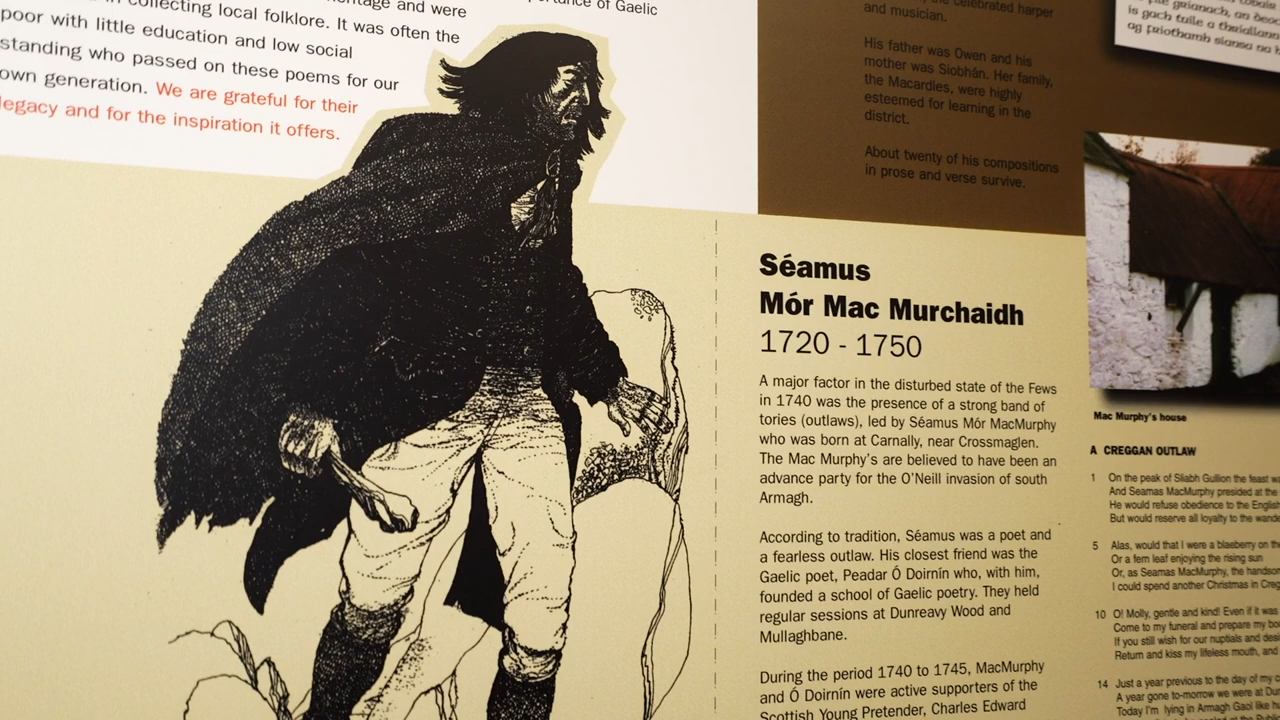 collecting local folklore. It was often the
poor with little education and low social
standing who passed on these poems for our
own generation. We are grateful for their
legacy and for the inspiration it offers.
of Gaelic
the celebrated harper
and musician.
His father was Owen and his
mother was Siobhán. Her family,
the Macardles, were highly
esteemed for learning in the
district.
About twenty of his compositions
in prose and verse survive.
Séamus
Mór Mac Murchaidh
1720 - 1750
A major factor in the disturbed state of the Fews
in 1740 was the presence of a strong band of
tories (outlaws), led by Séamus Mór MacMurphy
who was born at Carnally, near Crossmaglen.
The Mac Murphy's are believed to have been an
advance party for the O'Neill invasion of south
Armagh.
According to tradition, Séamus was a poet and
a fearless outlaw. His closest friend was the
Gaelic poet, Peadar Ó Doirnín who, with him,
founded a school of Gaelic poetry. They held
regular sessions at Dunreavy Wood and
Mullaghbane.
During the period 1740 to 1745, MacMurphy
and Ó Doirnín were active supporters of the
Scottish Young Pretender, Charles Edward
Mac Murphy's house
A CREGGAN OUTLAW
1 On the peak of Sliabh Gullion the feast
And Seamas MacMurphy presided at the
He would refuse obedience to the English
But would reserve all loyalty to the
5 Alas, would that I were a blaeberry on the
Or a fern leaf enjoying the rising sun
Or, as Seamas MacMurphy, the
I could spend another Christmas in
10 O! Molly, gentle and kind! Even if it was
Come to my funeral and prepare my
If you still wish for our nuptials and
Return and kiss my lifeless mouth, and
14 Just a year previous to the day of my
A year gone to-morrow we were at
Today I'm lying in Armagh Gaol like